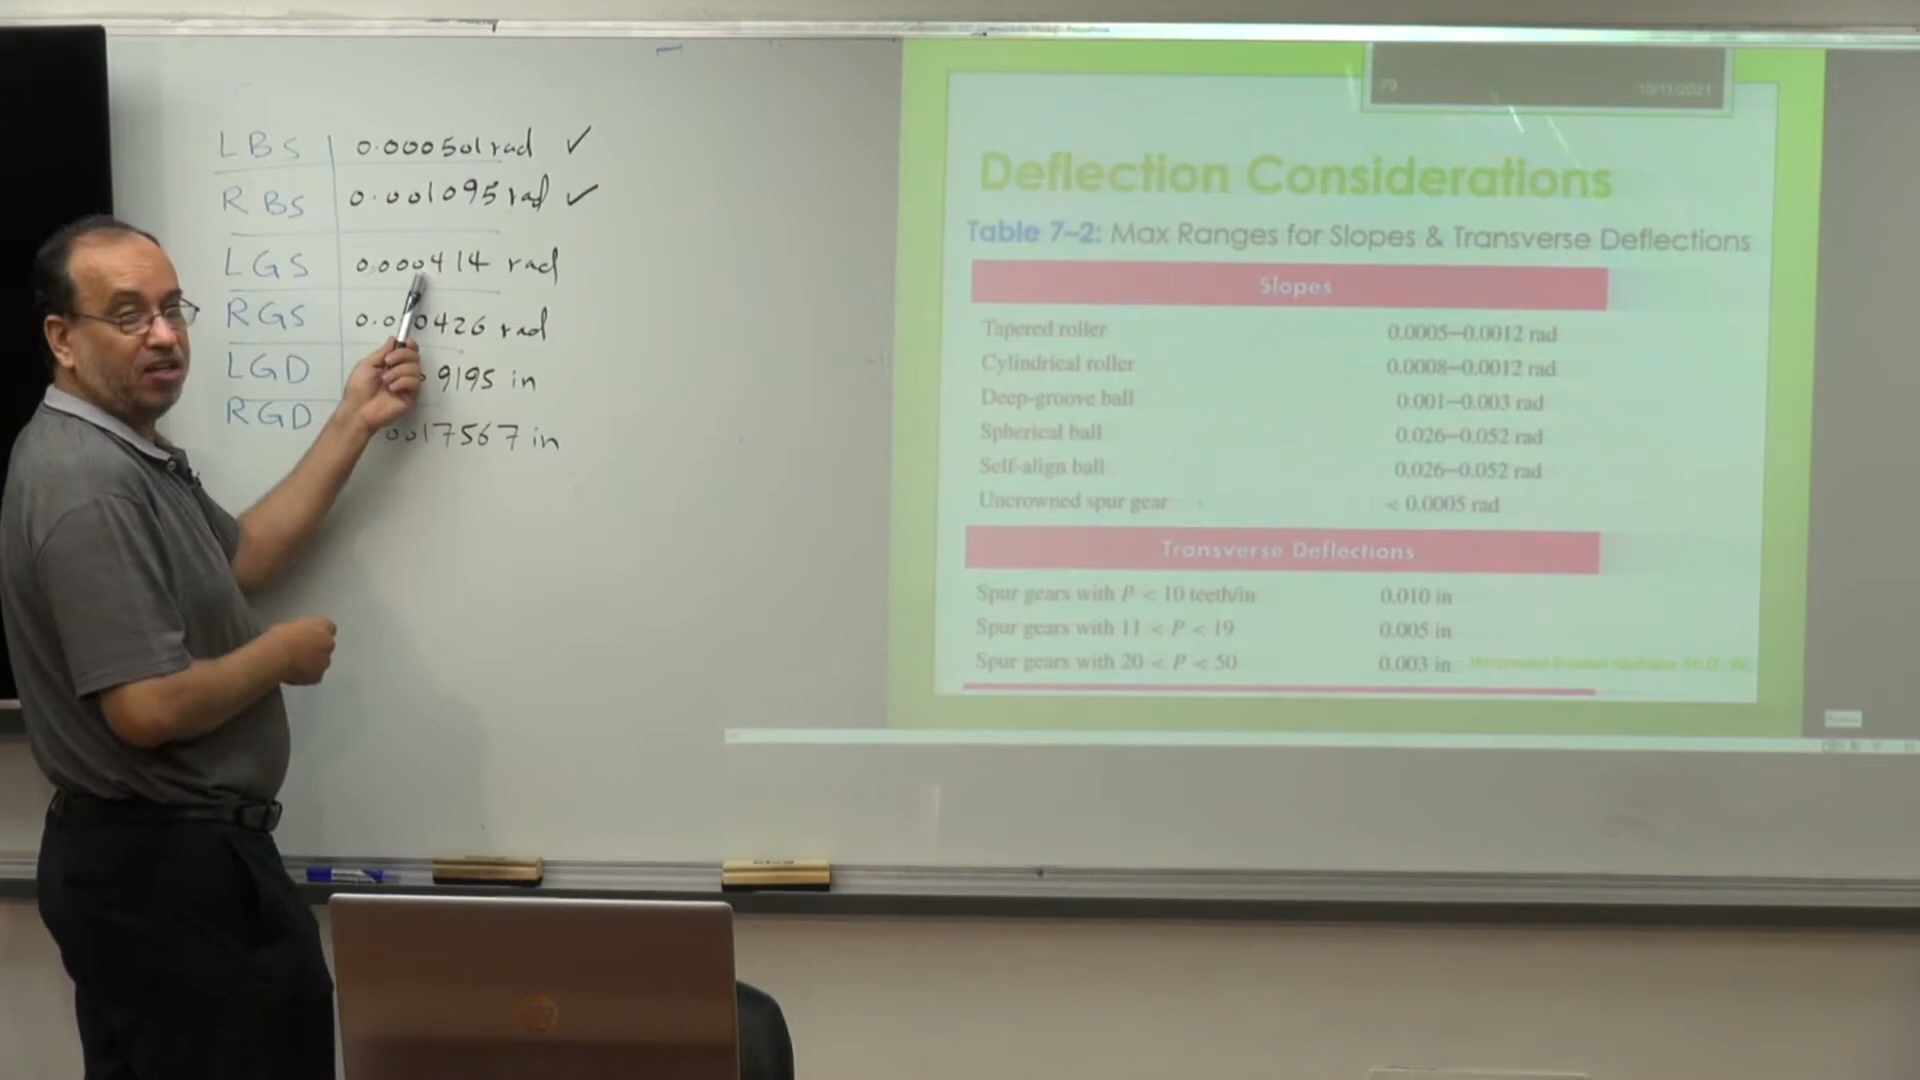 LBS 0.000501 rad ✓
RBS 0.001095 rad ✓
LGS 0.000414 rad
RGS 0.000426 rad
LGD 9195 in
RGD 0017567 in
79 10/11/2021
Deflection Considerations
Table 7–2: Max Ranges for Slopes & Transverse Deflections
Slopes
Tapered roller 0.0005–0.0012 rad
Cylindrical roller 0.0008–0.0012 rad
Deep-groove ball 0.001–0.003 rad
Spherical ball 0.026–0.052 rad
Self-align ball 0.026–0.052 rad
Uncrowned spur gear < 0.0005 rad
Transverse Deflections
Spur gears with P < 10 teeth/in 0.010 in
Spur gears with 11 < P < 19 0.005 in
Spur gears with 20 < P < 50 0.003 in